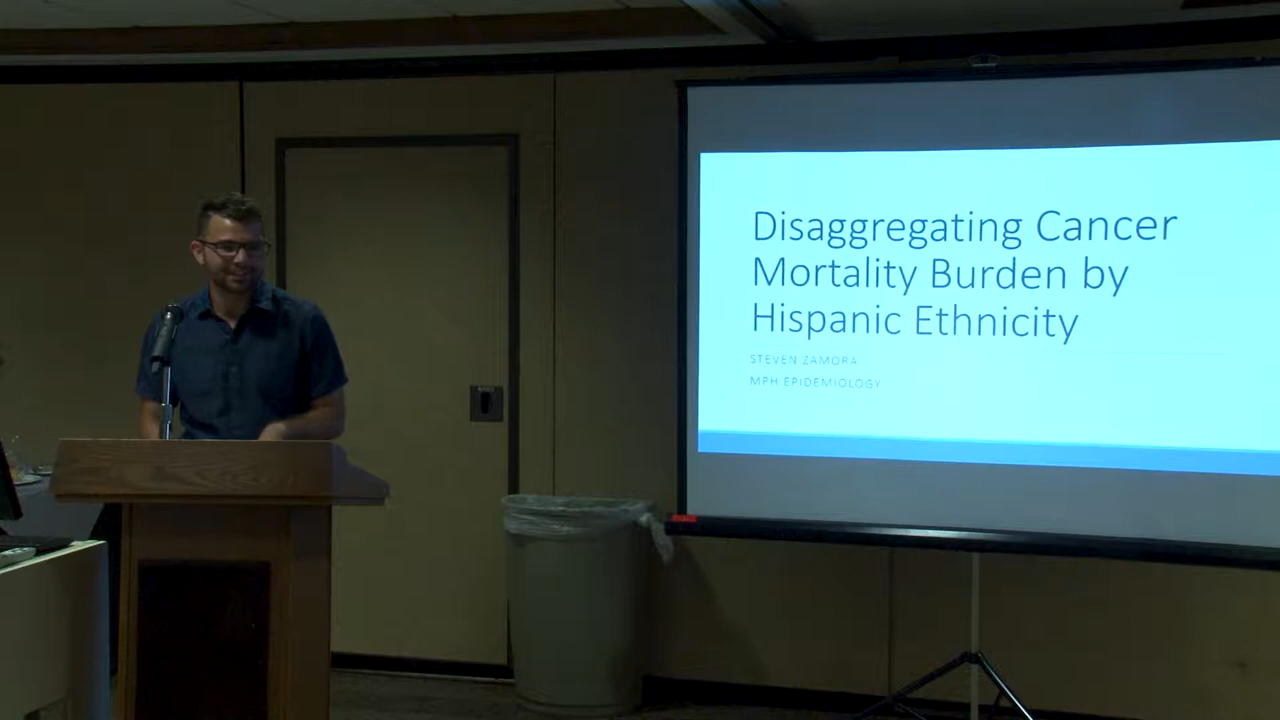 Disaggregating Cancer
Mortality Burden by
Hispanic Ethnicity
STEVEN ZAMORA
MPH EPIDEMIOLOGY